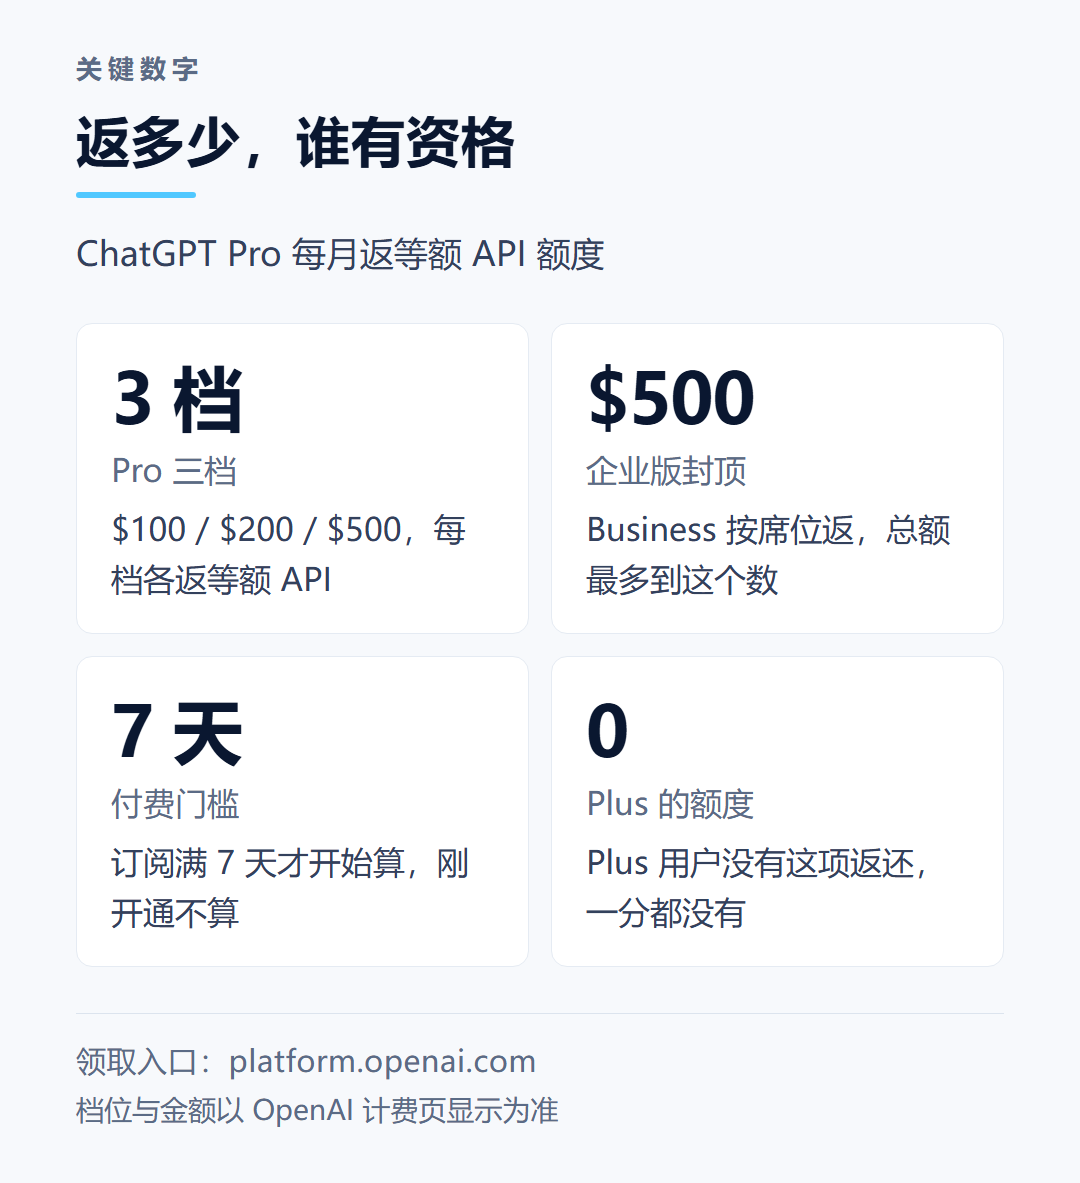 关键数字
返多少，谁有资格
ChatGPT Pro 每月返等额 API 额度
3 档
Pro 三档
$100 / $200 / $500，每
档各返等额 API
$500
企业版封顶
Business 按席位返，总额
最多到这个数
7 天
付费门槛
订阅满 7 天才开始算，刚
开通不算
0
Plus 的额度
Plus 用户没有这项返还，
一分都没有
领取入口：platform.openai.com
档位与金额以 OpenAI 计费页显示为准